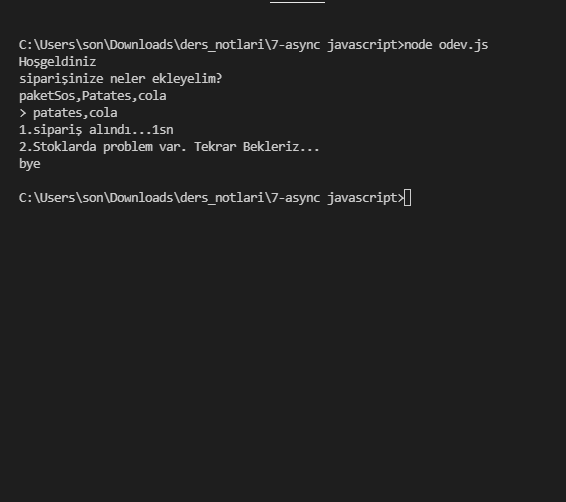 C:\Users\son\Downloads\ders_notlari\7-async javascript>node odev.js
Hoşgeldiniz
siparişinize neler ekleyelim?
paketSos,Patates,cola
> patates,cola
1.sipariş alındı...1sn
2.Stoklarda problem var. Tekrar Bekleriz...
bye
C:\Users\son\Downloads\ders_notlari\7-async javascript>